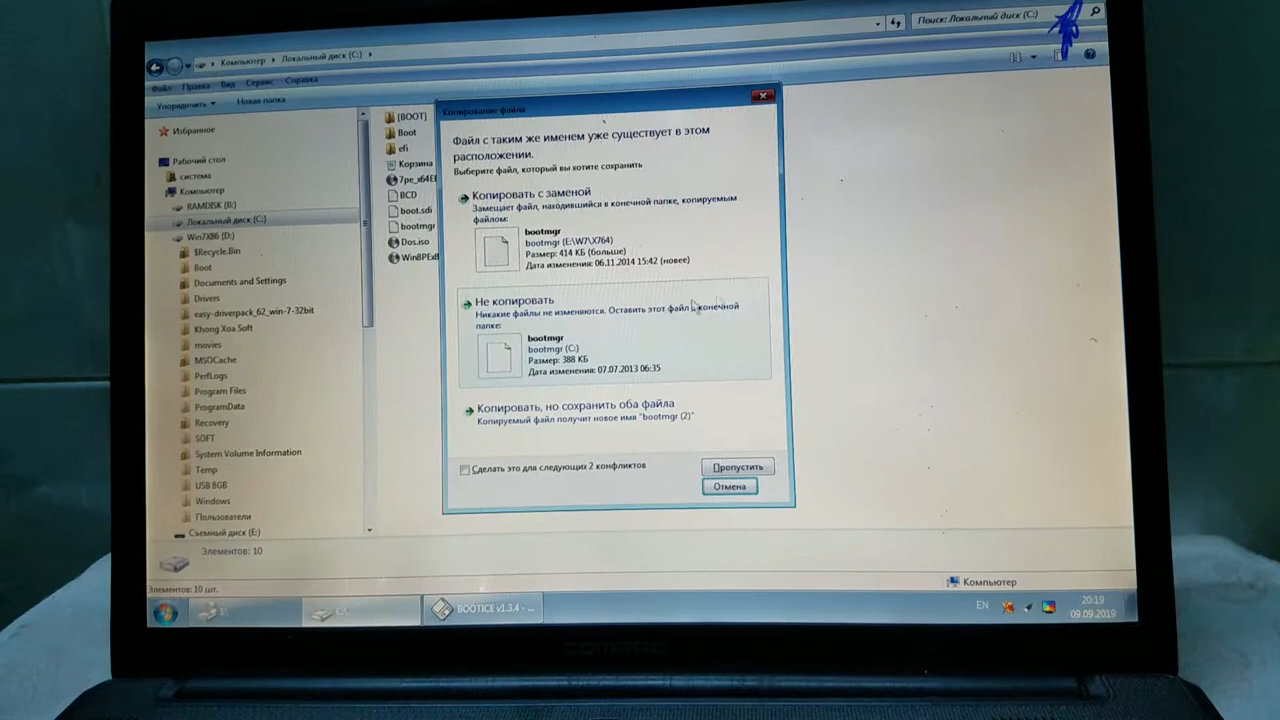 Поиск: Локальный диск (C:)
Компьютер
Локальный диск (C:)
Файл Правка Вид Сервис Справка
Упорядочить
Новая папка
Избранное
Рабочий стол
система
Компьютер
RAMDISK (B:)
Локальный диск (C:)
Win7X86 (D:)
$Recycle.Bin
Boot
Documents and Settings
Drivers
easy-driverpack_62_win-7-32bit
Khong Xoa Soft
movies
MSOCache
PerfLogs
Program Files
ProgramData
Recovery
SOFT
System Volume Information
Temp
USB 8GB
Windows
Пользователи
Съемный диск (E:)
[BOOT]
Boot
efi
Корзина
7pe_x64E
BCD
boot.sdi
bootmgr
Dos.iso
Win8PEx8
Копирование файла
Файл с таким же именем уже существует в этом
расположении.
Выберите файл, который вы хотите сохранить
Копировать с заменой
Замещает файл, находившийся в конечной папке, копируемым
файлом:
bootmgr
bootmgr (E:\W7\X764)
Размер: 414 КБ (больше)
Дата изменения: 06.11.2014 15:42 (новее)
Не копировать
Никакие файлы не изменяются. Оставить этот файл в конечной
папке:
bootmgr
bootmgr (C:)
Размер: 388 КБ
Дата изменения: 07.07.2013 06:35
Копировать, но сохранить оба файла
Копируемый файл получит новое имя "bootmgr (2)"
Сделать это для следующих 2 конфликтов
Пропустить
Отмена
Элементов: 10
Элементов: 10 шт.
Компьютер
BOOTICE v1.3.4 - ...
EN
20:19
09.09.2019
COMPAQ